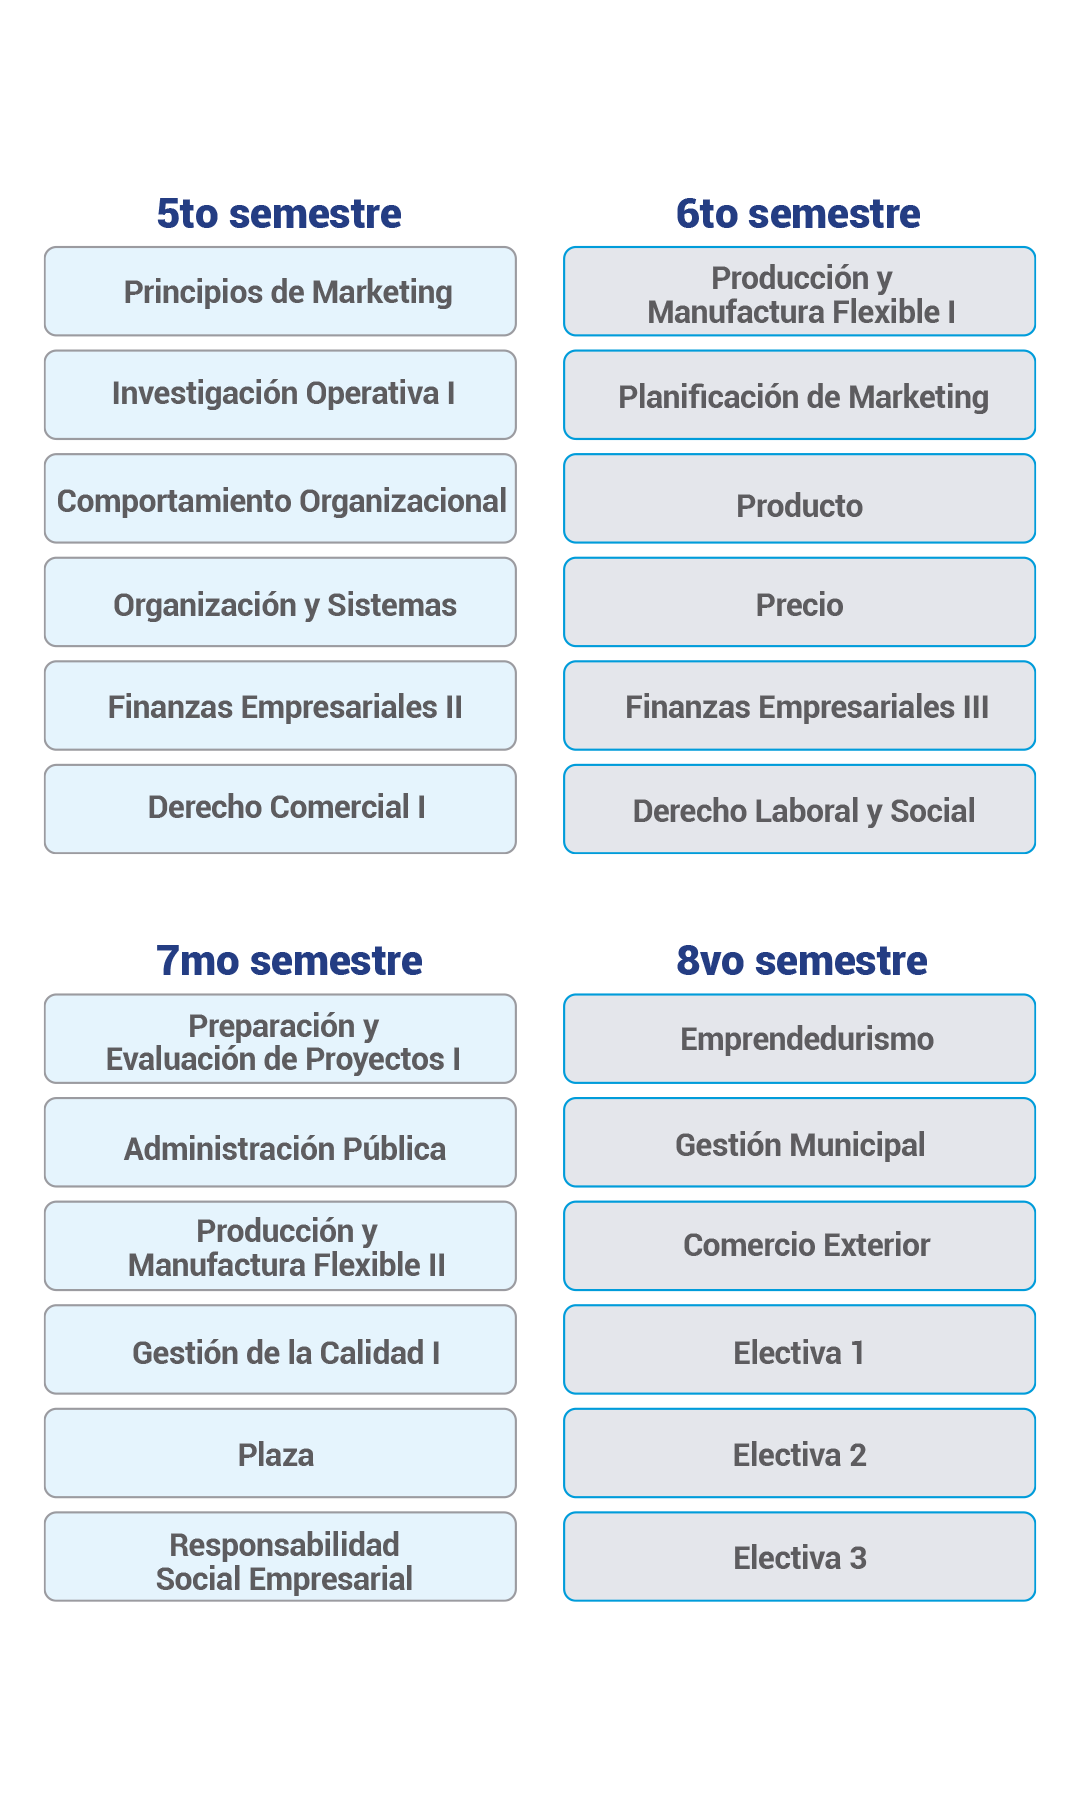 5to semestre
Principios de Marketing
Investigación Operativa I
Comportamiento Organizacional
Organización y Sistemas
Finanzas Empresariales II
Derecho Comercial I
6to semestre
Producción y
Manufactura Flexible I
Planificación de Marketing
Producto
Precio
Finanzas Empresariales III
Derecho Laboral y Social
7mo semestre
Preparación y
Evaluación de Proyectos I
Administración Pública
Producción y
Manufactura Flexible II
Gestión de la Calidad I
Plaza
Responsabilidad
Social Empresarial
8vo semestre
Emprendedurismo
Gestión Municipal
Comercio Exterior
Electiva 1
Electiva 2
Electiva 3